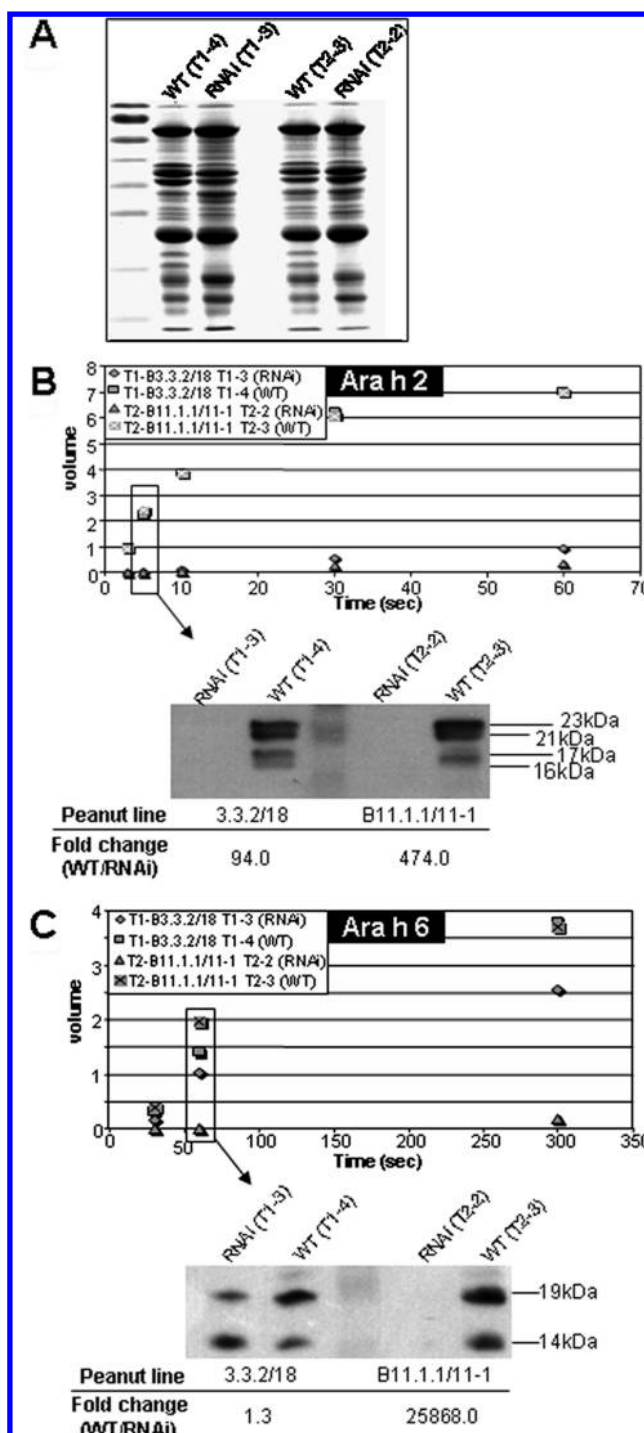 A
WT (T1-4)
RNAi (T1-3)
WT (T2-3)
RNAi (T2-2)
B
Ara h 2
T1-B3.3.2/18 T1-3 (RNAi)
T1-B3.3.2/18 T1-4 (WT)
T2-B11.1.1/11-1 T2-2 (RNAi)
T2-B11.1.1/11-1 T2-3 (WT)
volume
8
7
6
5
4
3
2
1
0
0 10 20 30 40 50 60 70
Time (sec)
RNAi (T1-3)
WT (T1-4)
RNAi (T2-2)
WT (T2-3)
23kDa
21kDa
17kDa
16kDa
Peanut line 3.3.2/18 B11.1.1/11-1
Fold change
(WT/RNAi) 94.0 474.0
C
Ara h 6
T1-B3.3.2/18 T1-3 (RNAi)
T1-B3.3.2/18 T1-4 (WT)
T2-B11.1.1/11-1 T2-2 (RNAi)
T2-B11.1.1/11-1 T2-3 (WT)
volume
4
3
2
1
0
0 50 100 150 200 250 300 350
Time (sec)
RNAi (T1-3)
WT (T1-4)
RNAi (T2-2)
WT (T2-3)
19kDa
14kDa
Peanut line 3.3.2/18 B11.1.1/11-1
Fold change
(WT/RNAi) 1.3 25868.0